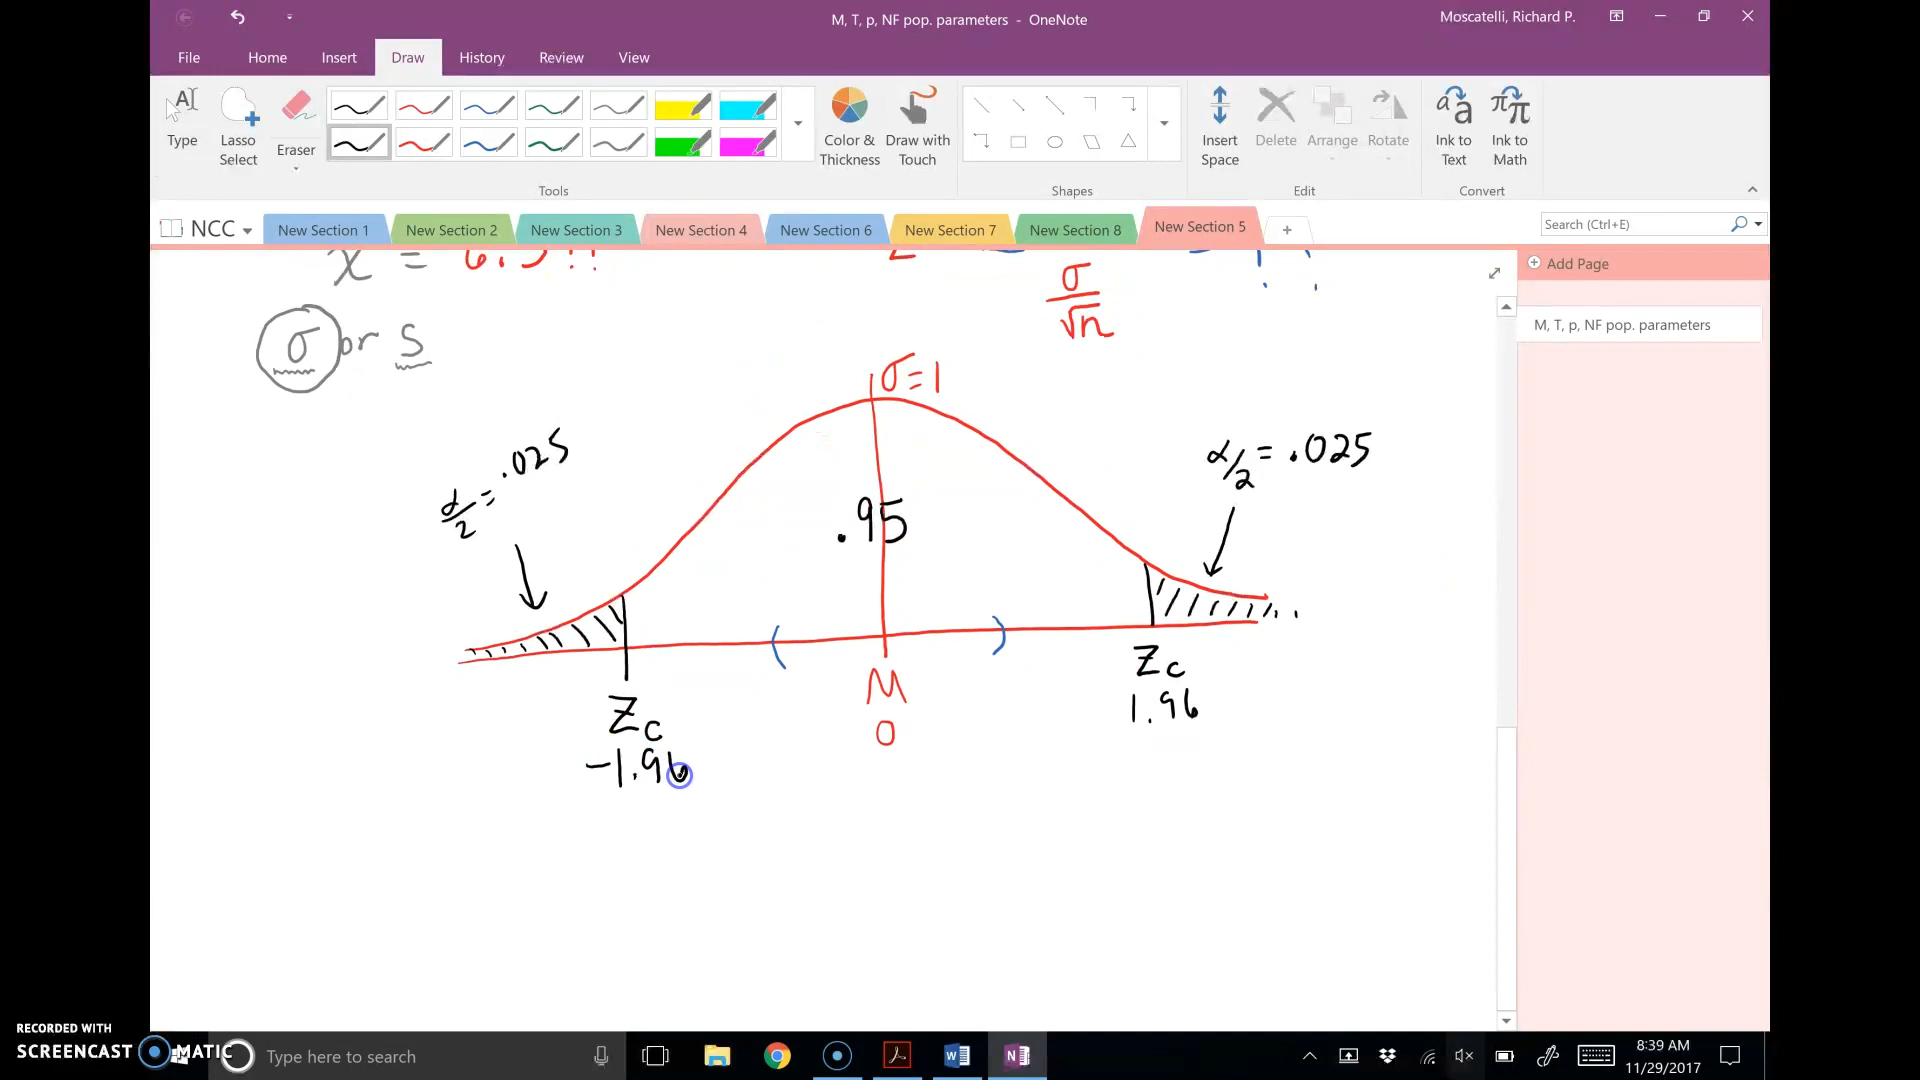 M, T, p, NF pop. parameters - OneNote
Moscatelli, Richard P.
File Home Insert Draw History Review View
Type
Lasso Select
Eraser
Color & Thickness
Draw with Touch
Insert Space
Delete
Arrange
Rotate
Ink to Text
Ink to Math
Tools
Shapes
Edit
Convert
NCC
New Section 1
New Section 2
New Section 3
New Section 4
New Section 6
New Section 7
New Section 8
New Section 5
Search (Ctrl+E)
Add Page
M, T, p, NF pop. parameters
σ
√n
σ or S
σ=1
α/2 = .025
α/2 = .025
.95
Zc
1.96
M
0
Zc
-1.96
RECORDED WITH
SCREENCAST MATIC
Type here to search
8:39 AM
11/29/2017